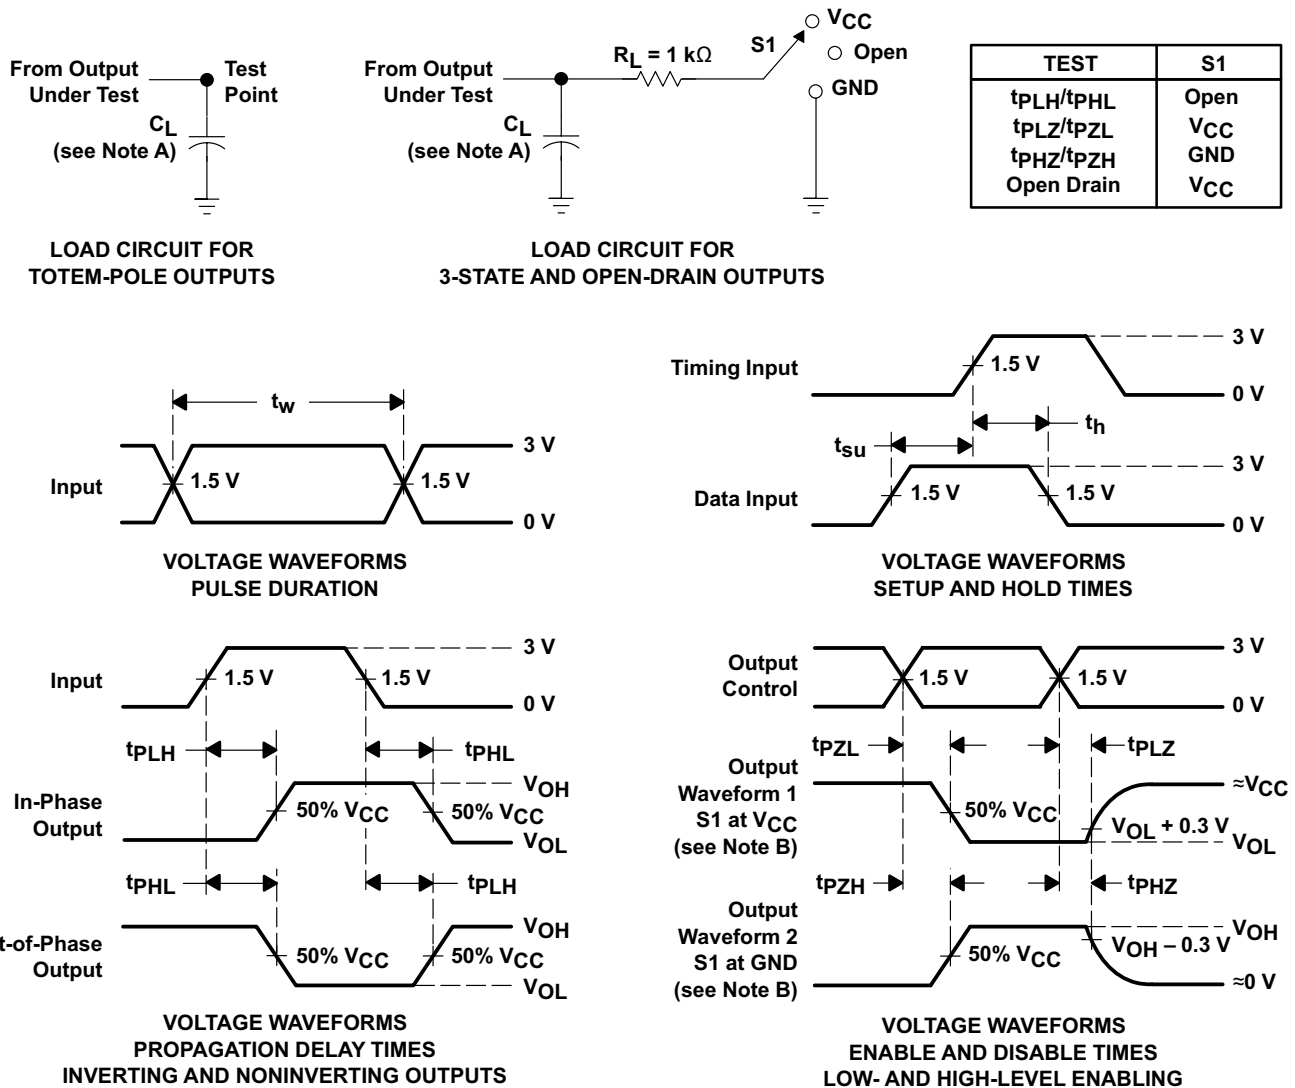 From Output
Under Test
Test
Point
CL
(see Note A)
LOAD CIRCUIT FOR
TOTEM-POLE OUTPUTS
From Output
Under Test
RL = 1 kΩ
S1
VCC
Open
GND
CL
(see Note A)
LOAD CIRCUIT FOR
3-STATE AND OPEN-DRAIN OUTPUTS
TEST S1
tPLH/tPHL Open
tPLZ/tPZL VCC
tPHZ/tPZH GND
Open Drain VCC
tw
Input
1.5 V
1.5 V
3 V
0 V
VOLTAGE WAVEFORMS
PULSE DURATION
Timing Input
1.5 V
3 V
0 V
tsu
th
Data Input
1.5 V
1.5 V
3 V
0 V
VOLTAGE WAVEFORMS
SETUP AND HOLD TIMES
Input
1.5 V
1.5 V
3 V
0 V
tPLH
tPHL
In-Phase
Output
50% VCC
50% VCC
VOH
VOL
tPHL
tPLH
t-of-Phase
Output
50% VCC
50% VCC
VOH
VOL
VOLTAGE WAVEFORMS
PROPAGATION DELAY TIMES
INVERTING AND NONINVERTING OUTPUTS
Output
Control
1.5 V
1.5 V
3 V
0 V
tPZL
tPLZ
Output
Waveform 1
S1 at VCC
(see Note B)
50% VCC
≈VCC
VOL + 0.3 V
VOL
tPZH
tPHZ
Output
Waveform 2
S1 at GND
(see Note B)
50% VCC
VOH
VOH – 0.3 V
≈0 V
VOLTAGE WAVEFORMS
ENABLE AND DISABLE TIMES
LOW- AND HIGH-LEVEL ENABLING